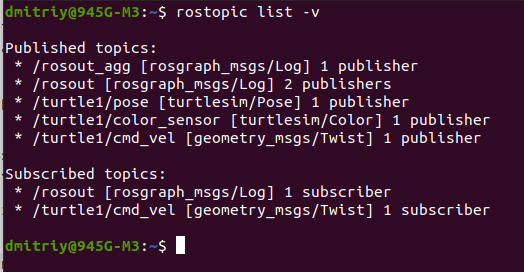 dmitriy@945G-M3:~$ rostopic list -v
Published topics:
* /rosout_agg [rosgraph_msgs/Log] 1 publisher
* /rosout [rosgraph_msgs/Log] 2 publishers
* /turtle1/pose [turtlesim/Pose] 1 publisher
* /turtle1/color_sensor [turtlesim/Color] 1 publisher
* /turtle1/cmd_vel [geometry_msgs/Twist] 1 publisher
Subscribed topics:
* /rosout [rosgraph_msgs/Log] 1 subscriber
* /turtle1/cmd_vel [geometry_msgs/Twist] 1 subscriber
dmitriy@945G-M3:~$